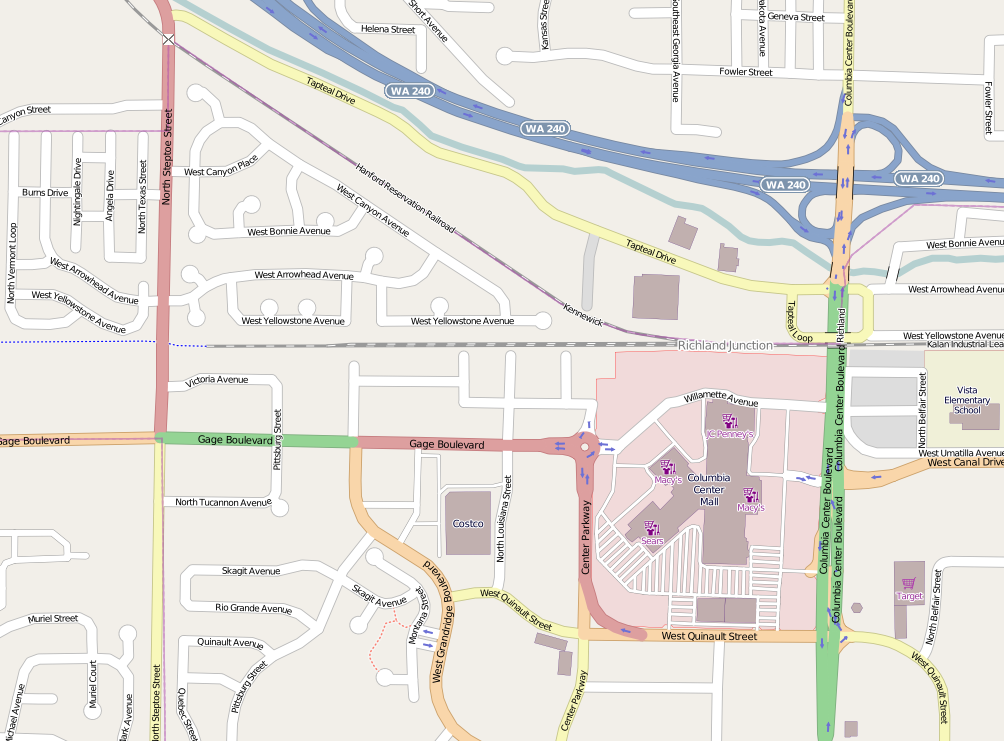 Short Avenue
Kansas Street
Southeast Georgia Avenue
Dakota Avenue
Geneva Street
Columbia Center Boulevard
Helena Street
Fowler Street
Fowler Street
WA 240
Tapteal Drive
WA 240
Canyon Street
North Steptoe Street
Burns Drive
Nightingale Drive
Angela Drive
North Texas Street
West Canyon Place
Hanford Reservation Railroad
West Canyon Avenue
WA 240
WA 240
West Bonnie Avenue
West Bonnie Avenue
North Vermont Loop
West Arrowhead Avenue
West Yellowstone Avenue
West Arrowhead Avenue
Tapteal Drive
West Arrowhead Avenue
West Yellowstone Avenue
West Yellowstone Avenue
Kennewick
Tapteal Loop
Richland
West Yellowstone Avenue
Richland Junction
Kalan Industrial Lea
Victoria Avenue
Pittsburg Street
Willamette Avenue
JC Penney's
Columbia Center Boulevard
North Belfair Street
Vista
Elementary
School
Gage Boulevard
Gage Boulevard
Gage Boulevard
West Umatilla Avenue
West Canal Drive
Macy's
Columbia
Center
Mall
Macy's
Sears
North Tucannon Avenue
Costco
North Louisiana Street
Center Parkway
Columbia Center Boulevard
Columbia Center Boulevard
Skagit Avenue
Skagit Avenue
Rio Grande Avenue
Montana Street
West Grandridge Boulevard
West Quinault Street
West Quinault Street
Target
North Belfair Street
West Quinault Street
Muriel Street
Quinault Avenue
Pittsburg Street
Quebec Street
Muriel Court
Michael Avenue
Mark Avenue
North Steptoe Street
Center Parkway